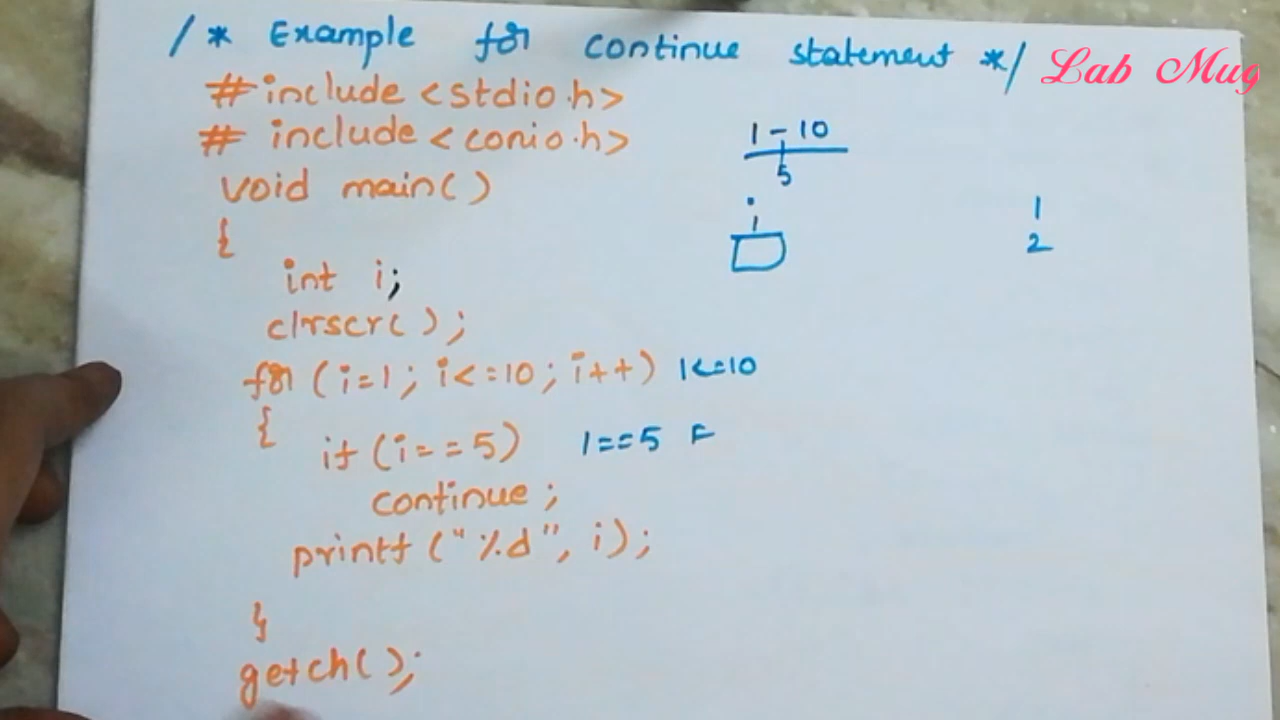 /* Example for continue statement */
Lab Mug
#include <stdio.h>
# include <conio.h>
1 - 10
5
void main()
i
1
{
2
int i;
clrscr();
for (i=1; i<=10; i++) 1<=10
{
if (i==5) 1==5 F
continue;
printf ("%d", i);
}
getch();